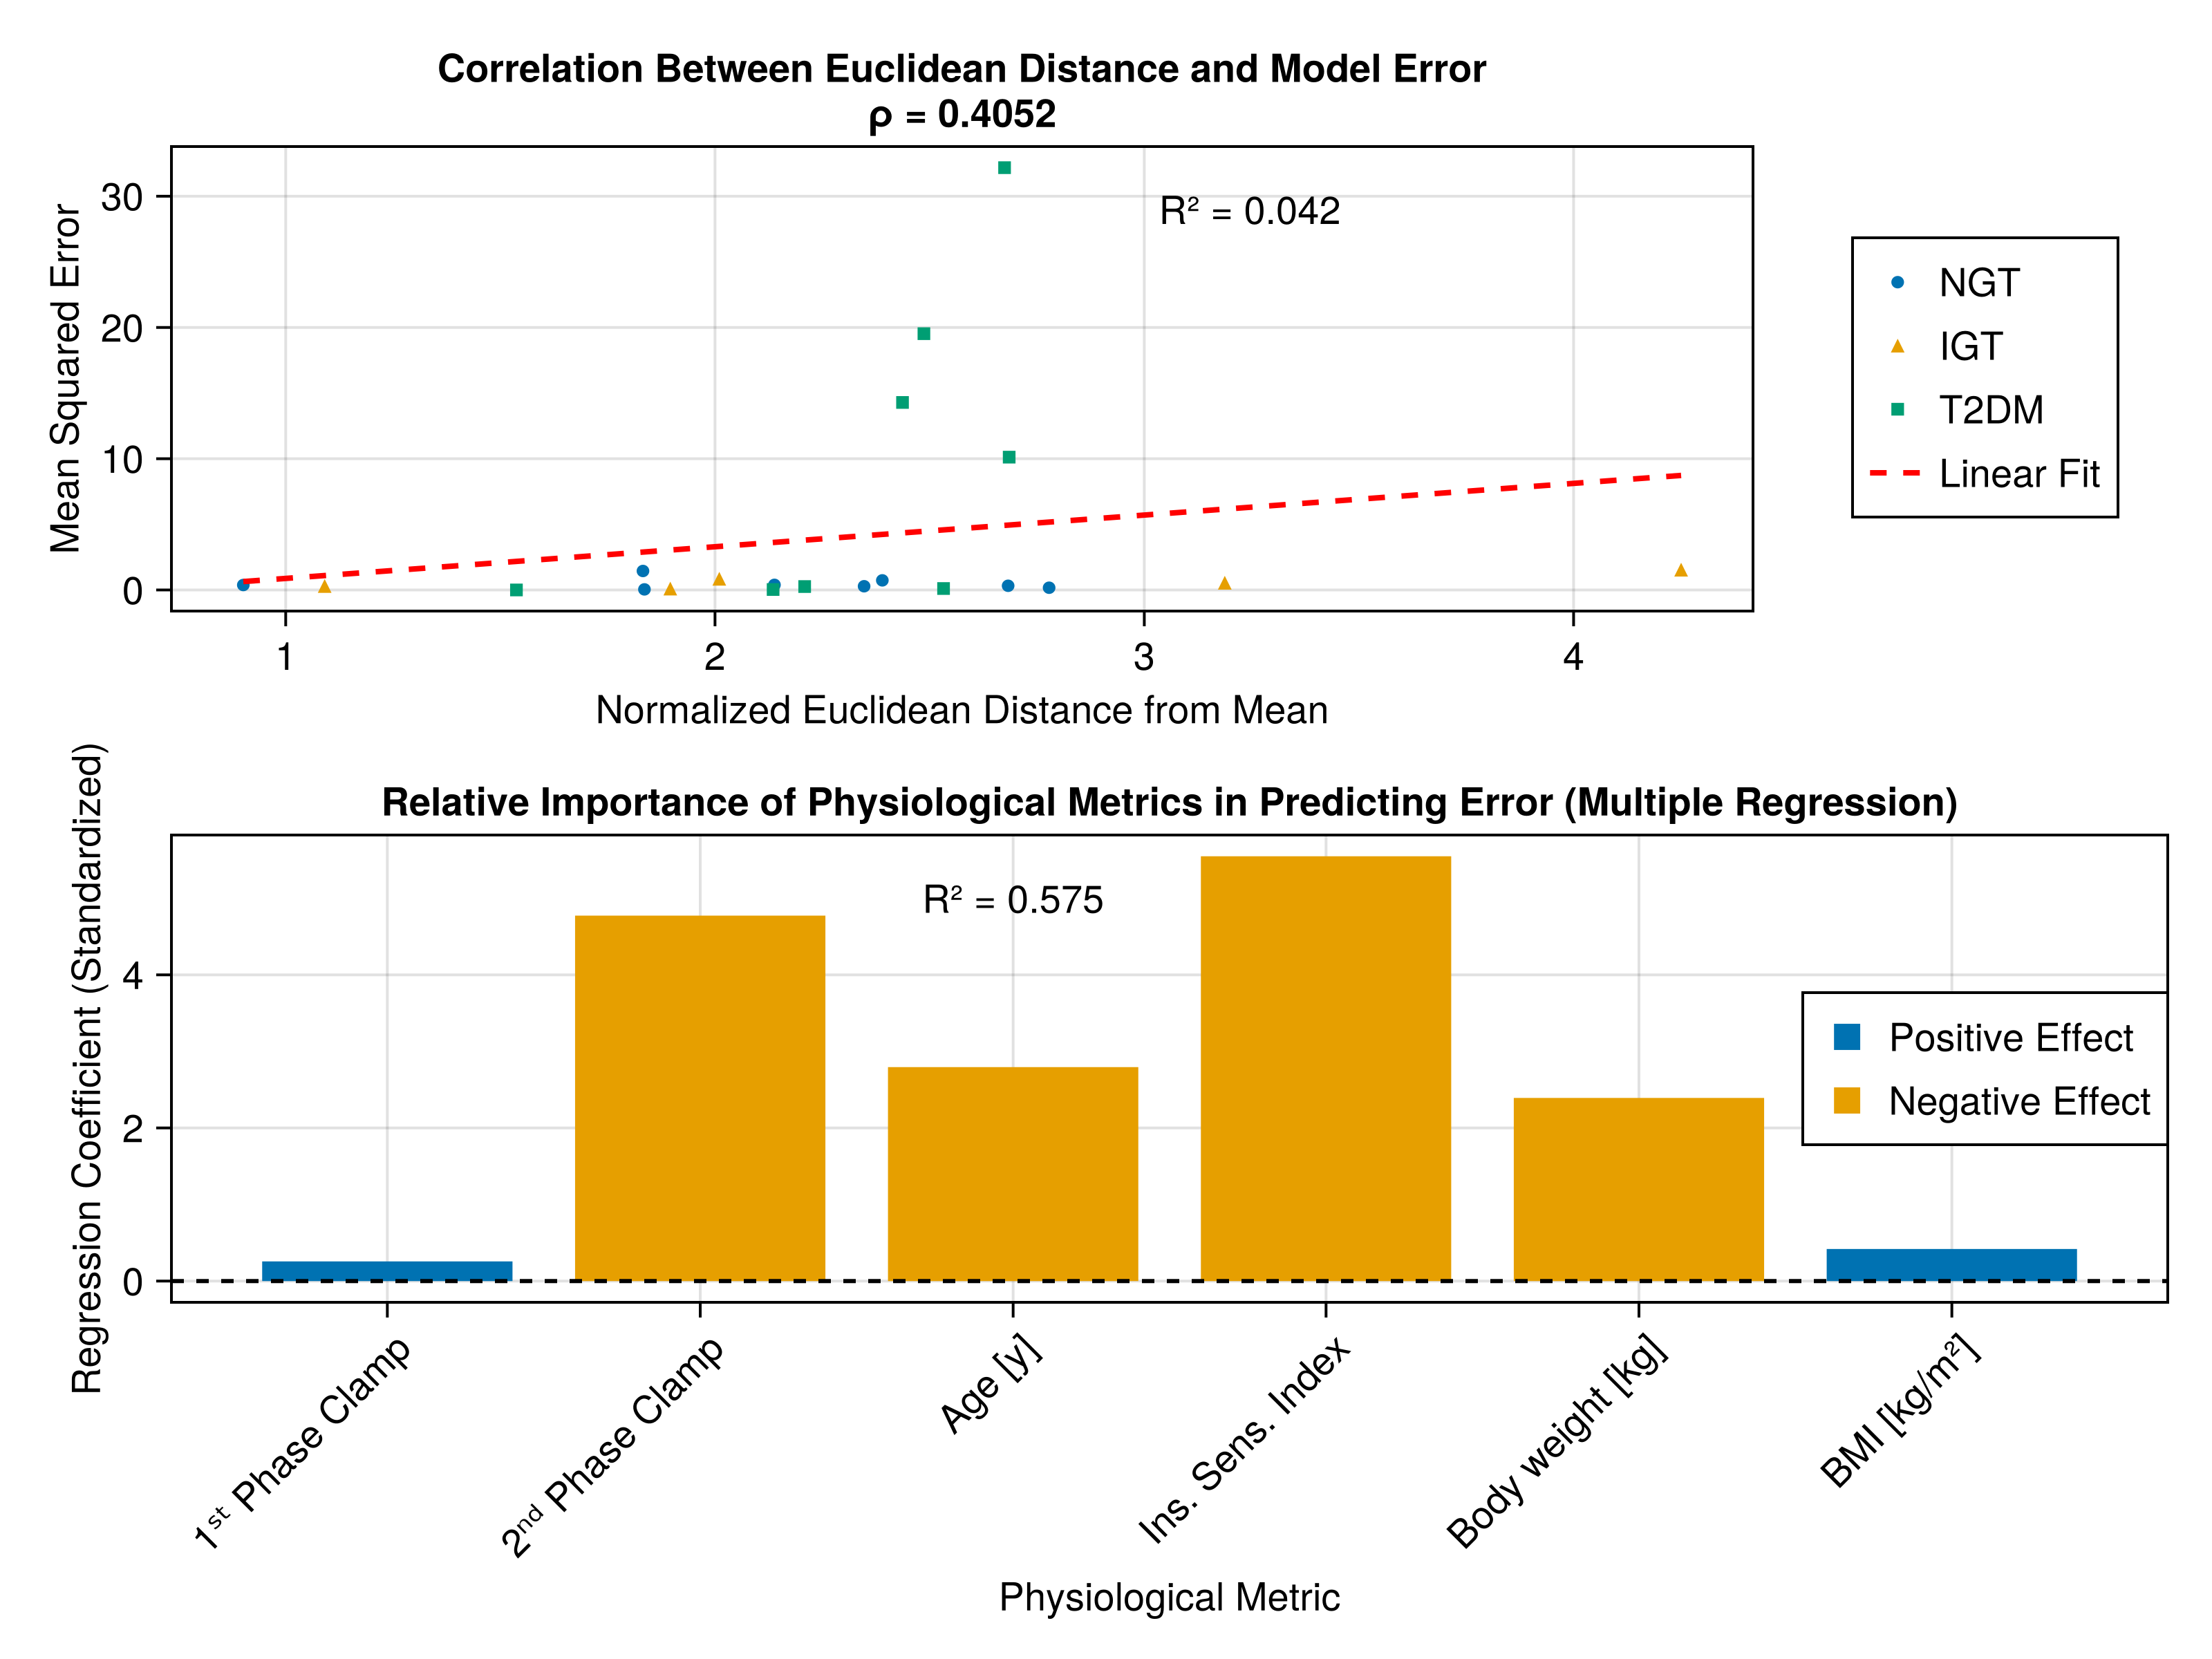 Correlation Between Euclidean Distance and Model Error
ρ = 0.4052
Mean Squared Error
30
20
10
0
R² = 0.042
1
2
3
4
Normalized Euclidean Distance from Mean
NGT
IGT
T2DM
Linear Fit
Relative Importance of Physiological Metrics in Predicting Error (Multiple Regression)
Regression Coefficient (Standardized)
4
2
0
R² = 0.575
Positive Effect
Negative Effect
1ˢᵗ Phase Clamp
2ⁿᵈ Phase Clamp
Age [y]
Ins. Sens. Index
Body weight [kg]
BMI [kg/m²]
Physiological Metric